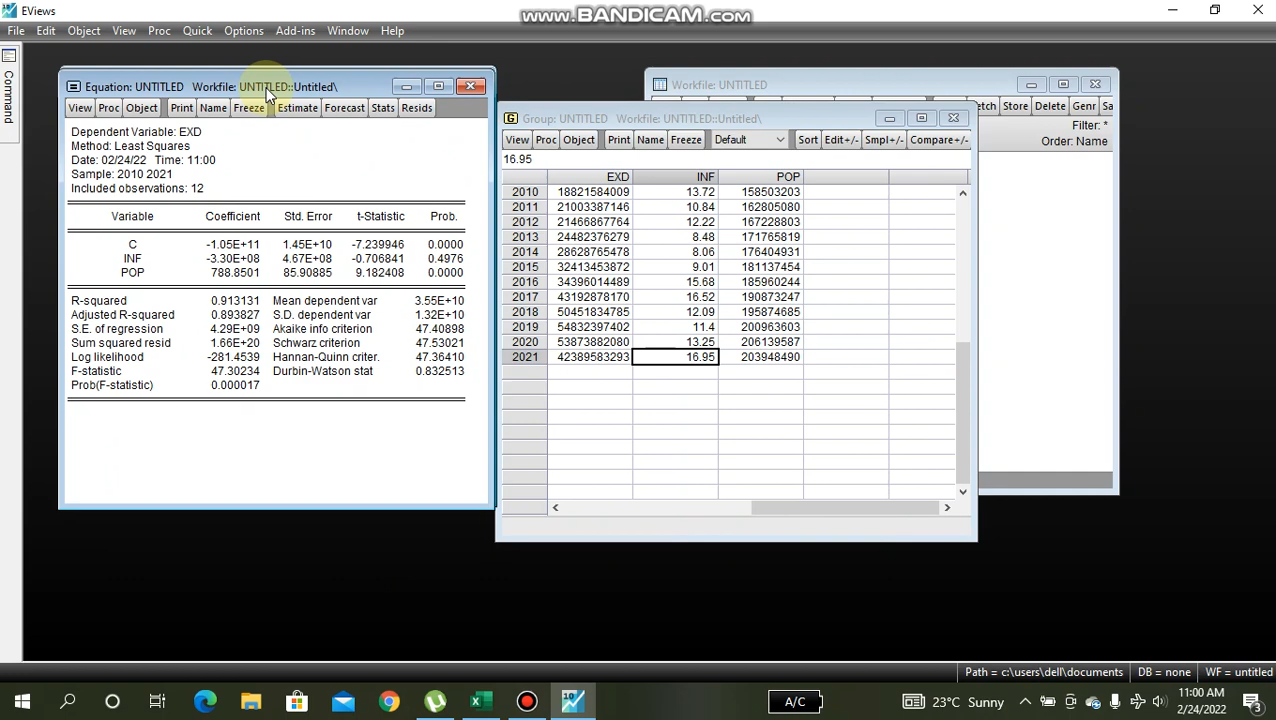 www.BANDICAM.com
EViews
File Edit Object View Proc Quick Options Add-ins Window Help
Command
Equation: UNTITLED Workfile: UNTITLED::Untitled\
View Proc Object Print Name Freeze Estimate Forecast Stats Resids
Dependent Variable: EXD
Method: Least Squares
Date: 02/24/22 Time: 11:00
Sample: 2010 2021
Included observations: 12
Variable Coefficient Std. Error t-Statistic Prob.
C -1.05E+11 1.45E+10 -7.239946 0.0000
INF -3.30E+08 4.67E+08 -0.706841 0.4976
POP 788.8501 85.90885 9.182408 0.0000
R-squared 0.913131 Mean dependent var 3.55E+10
Adjusted R-squared 0.893827 S.D. dependent var 1.32E+10
S.E. of regression 4.29E+09 Akaike info criterion 47.40898
Sum squared resid 1.66E+20 Schwarz criterion 47.53021
Log likelihood -281.4539 Hannan-Quinn criter. 47.36410
F-statistic 47.30234 Durbin-Watson stat 0.832513
Prob(F-statistic) 0.000017
Workfile: UNTITLED
Store Delete Genr
Filter: *
Order: Name
Group: UNTITLED Workfile: UNTITLED::Untitled\
View Proc Object Print Name Freeze Default Sort Edit+/- Smpl+/- Compare+/-
16.95
EXD INF POP
2010 18821584009 13.72 158503203
2011 21003387146 10.84 162805080
2012 21466867764 12.22 167228803
2013 24482376279 8.48 171765819
2014 28628765478 8.06 176404931
2015 32413453872 9.01 181137454
2016 34396014489 15.68 185960244
2017 43192878170 16.52 190873247
2018 50451834785 12.09 195874685
2019 54832397402 11.4 200963603
2020 53873882080 13.25 206139587
2021 42389583293 16.95 203948490
Path = c:\users\dell\documents DB = none WF = untitled
A/C 23°C Sunny 11:00 AM
2/24/2022